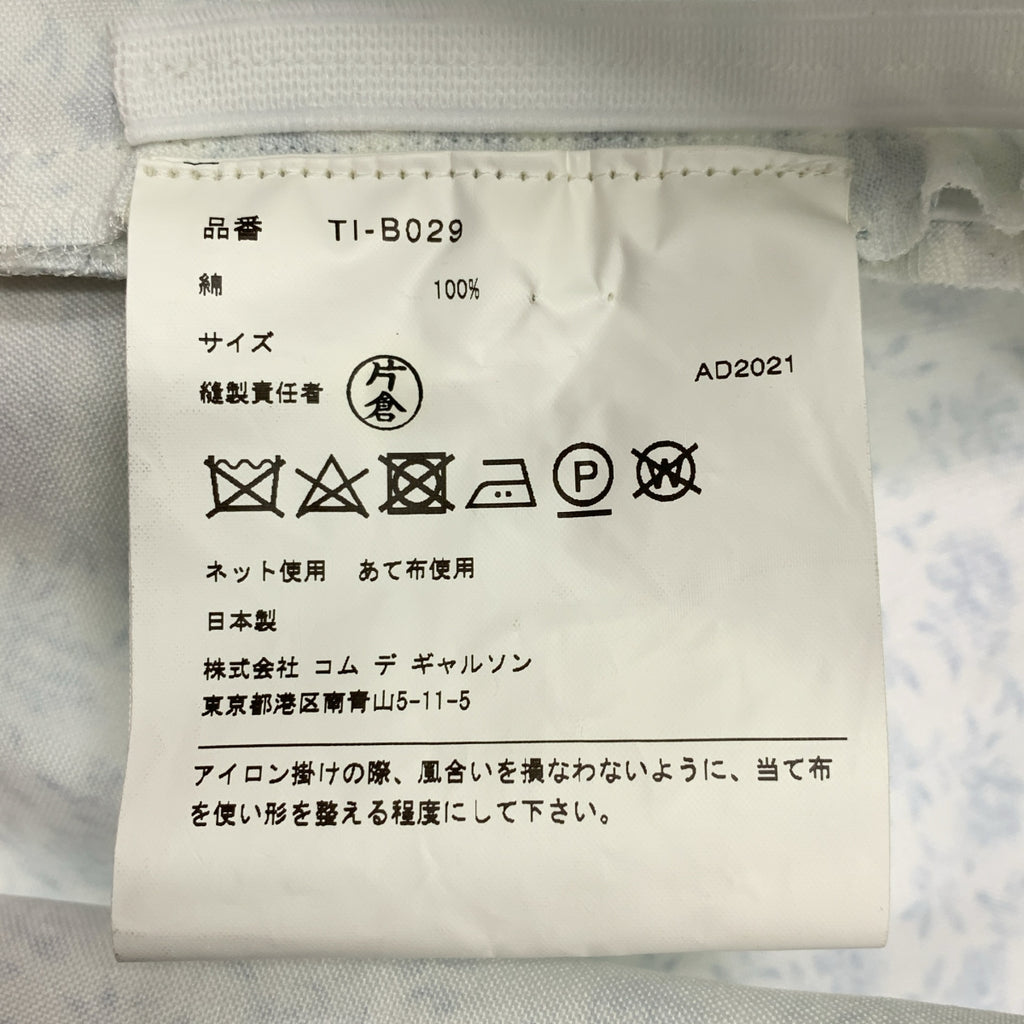 品番 TI-B029
綿 100%
サイズ
AD2021
縫製責任者 片倉
P W
ネット使用 あて布使用
日本製
株式会社 コム デ ギャルソン
東京都港区南青山5-11-5
アイロン掛けの際、風合いを損なわないように、当て布
を使い形を整える程度にして下さい。